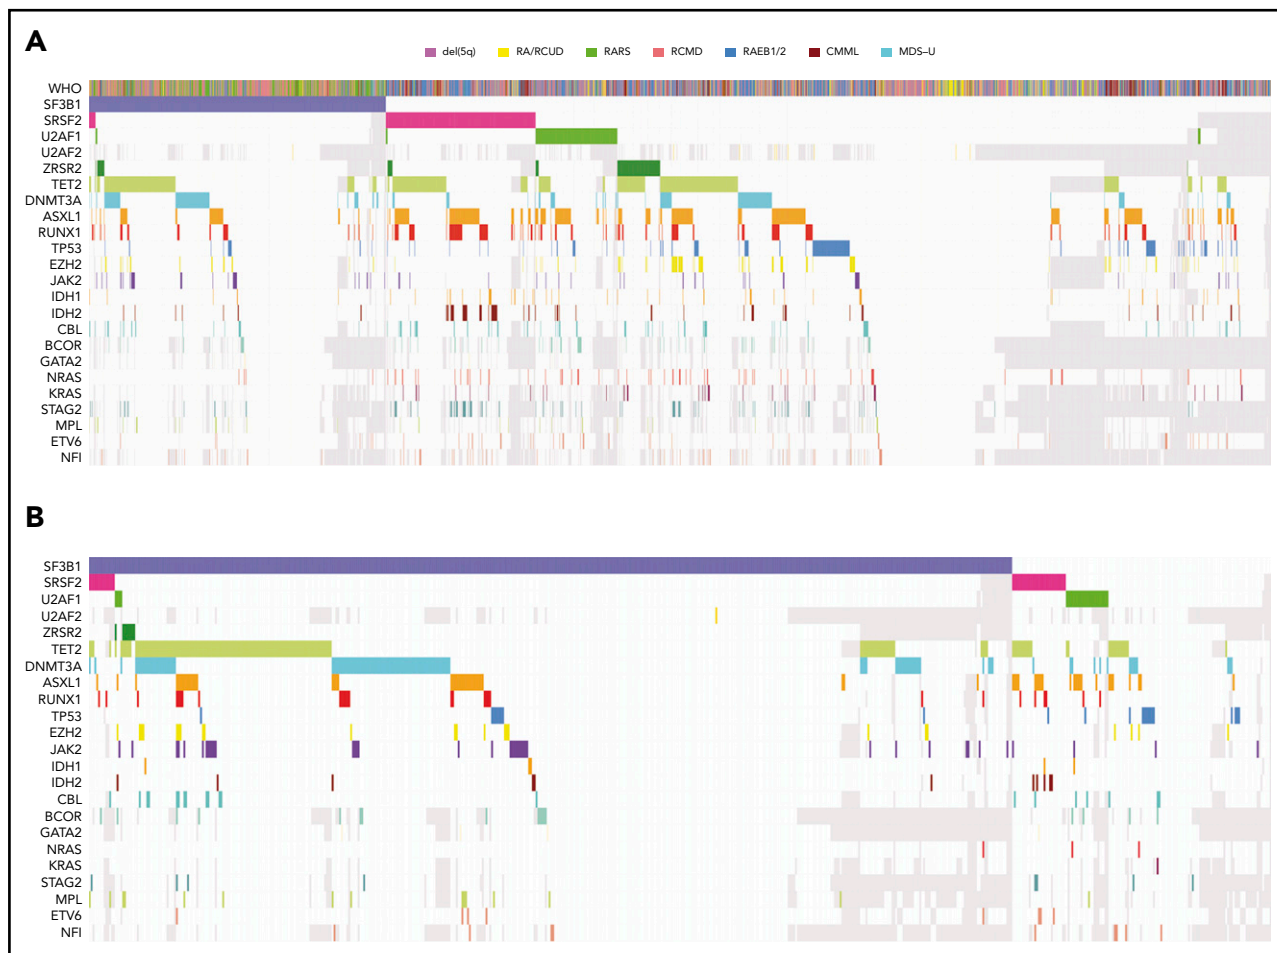 A
del(5q) RA/RCUD RARS RCMD RAEB1/2 CMML MDS–U
WHO
SF3B1
SRSF2
U2AF1
U2AF2
ZRSR2
TET2
DNMT3A
ASXL1
RUNX1
TP53
EZH2
JAK2
IDH1
IDH2
CBL
BCOR
GATA2
NRAS
KRAS
STAG2
MPL
ETV6
NFI
B
SF3B1
SRSF2
U2AF1
U2AF2
ZRSR2
TET2
DNMT3A
ASXL1
RUNX1
TP53
EZH2
JAK2
IDH1
IDH2
CBL
BCOR
GATA2
NRAS
KRAS
STAG2
MPL
ETV6
NFI